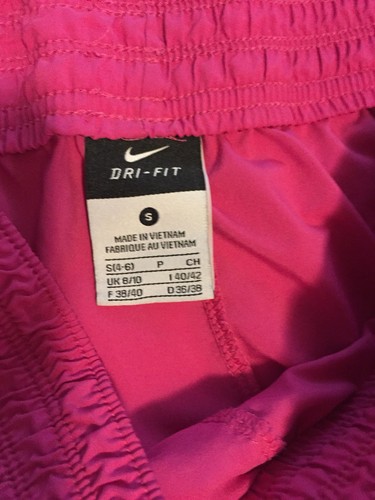 DRI-FIT
S
MADE IN VIETNAM
FABRIQUE AU VIETNAM
S(4-6) P CH
UK 8/10 I 40/42
F 38/40 D 36/38